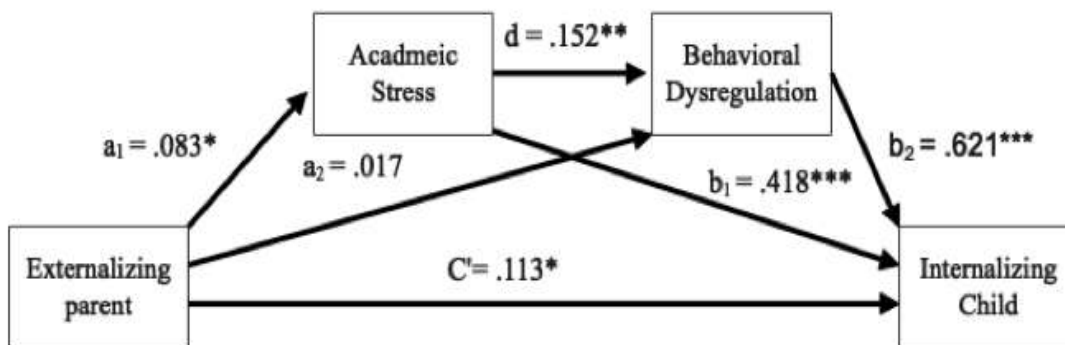 Acadmeic
Stress
d = .152**
Behavioral
Dysregulation
a₁ = .083*
a₂ = .017
b₁ = .418***
b₂ = .621***
Externalizing
parent
C'= .113*
Internalizing
Child